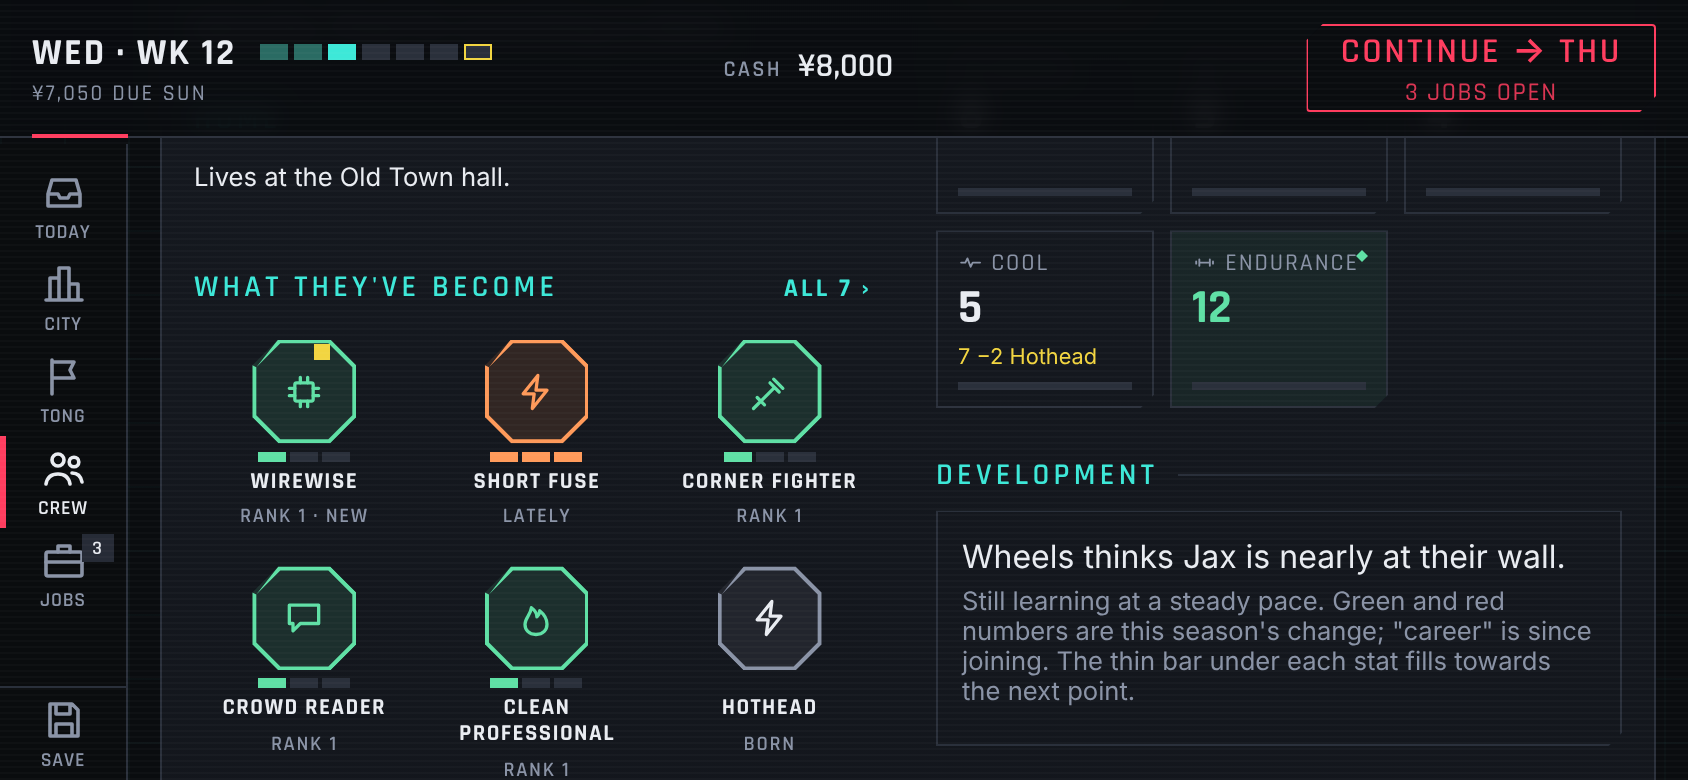 WED · WK 12
¥7,050 DUE SUN
CASH ¥8,000
CONTINUE → THU
3 JOBS OPEN
TODAY
CITY
TONG
CREW
3
JOBS
SAVE
Lives at the Old Town hall.
WHAT THEY'VE BECOME
ALL 7 ›
WIREWISE
RANK 1 · NEW
SHORT FUSE
LATELY
CORNER FIGHTER
RANK 1
CROWD READER
RANK 1
CLEAN
PROFESSIONAL
RANK 1
HOTHEAD
BORN
COOL
5
7 −2 Hothead
ENDURANCE
12
DEVELOPMENT
Wheels thinks Jax is nearly at their wall.
Still learning at a steady pace. Green and red
numbers are this season's change; "career" is since
joining. The thin bar under each stat fills towards
the next point.